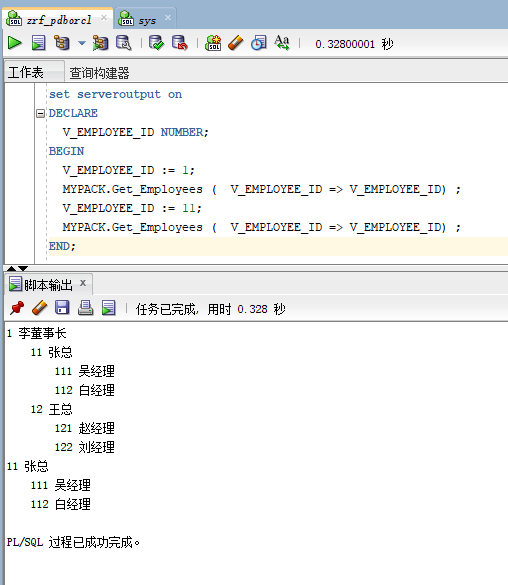 zrf_pdborcl × sys ×
0.32800001 秒
工作表 查询构建器
set serveroutput on
DECLARE
  V_EMPLOYEE_ID NUMBER;
BEGIN
  V_EMPLOYEE_ID := 1;
  MYPACK.Get_Employees (  V_EMPLOYEE_ID => V_EMPLOYEE_ID) ;
  V_EMPLOYEE_ID := 11;
  MYPACK.Get_Employees (  V_EMPLOYEE_ID => V_EMPLOYEE_ID) ;
END;
脚本输出 ×
任务已完成, 用时 0.328 秒
1 李董事长
    11 张总
        111 吴经理
        112 白经理
    12 王总
        121 赵经理
        122 刘经理
11 张总
    111 吴经理
    112 白经理
PL/SQL 过程已成功完成。